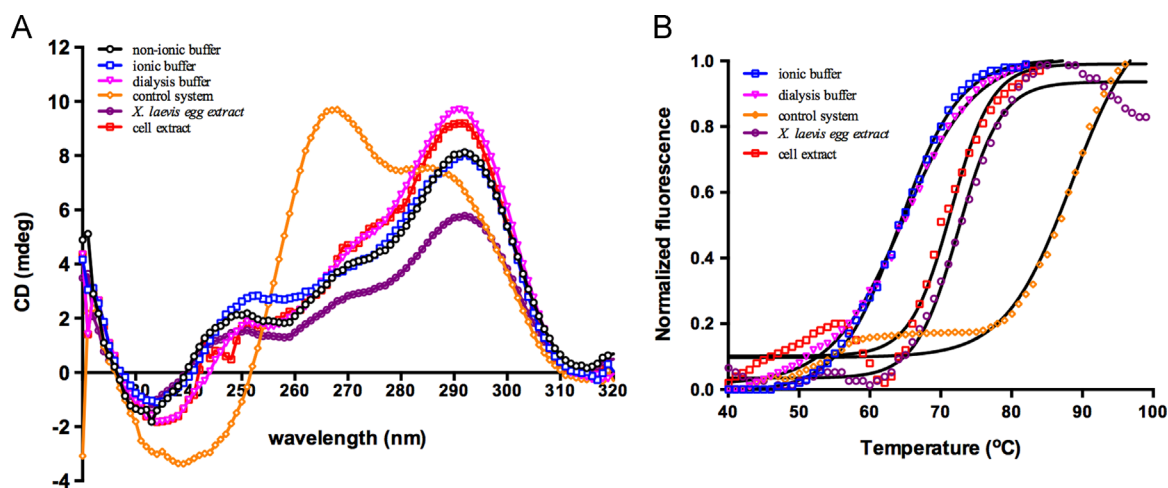 A
CD (mdeg)
12
10
8
6
4
2
0
-2
-4
non-ionic buffer
ionic buffer
dialysis buffer
control system
X. laevis egg extract
cell extract
240 250 260 270 280 290 300 310 320
wavelength (nm)
B
Normalized fluorescence
1.0
0.8
0.6
0.4
0.2
0.0
ionic buffer
dialysis buffer
control system
X. laevis egg extract
cell extract
40 50 60 70 80 90 100
Temperature (ºC)